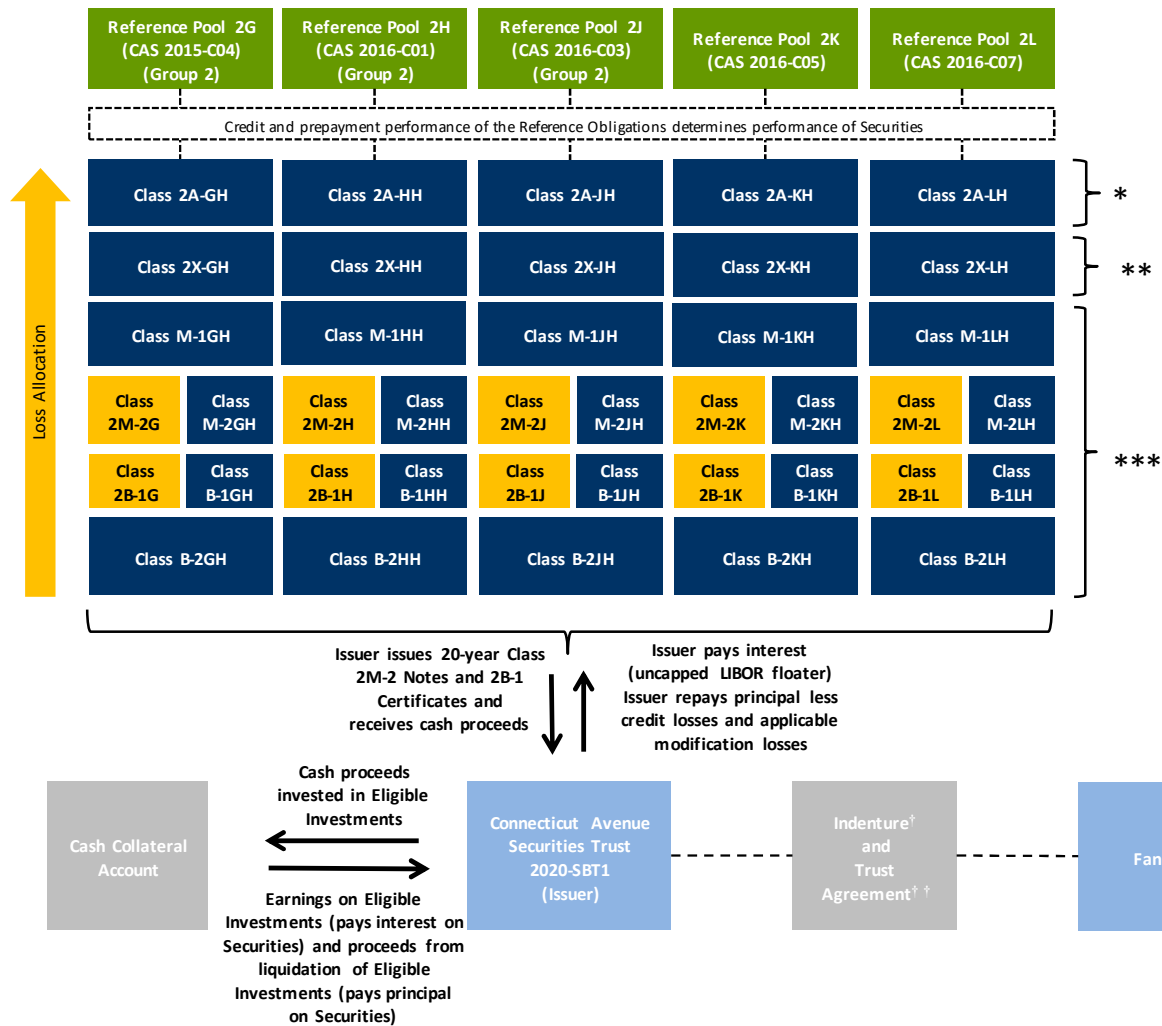 Reference Pool 2G
(CAS 2015-C04)
(Group 2)
Reference Pool 2H
(CAS 2016-C01)
(Group 2)
Reference Pool 2J
(CAS 2016-C03)
(Group 2)
Reference Pool 2K
(CAS 2016-C05)
Reference Pool 2L
(CAS 2016-C07)
Credit and prepayment performance of the Reference Obligations determines performance of Securities
Loss Allocation
Class 2A-GH
Class 2A-HH
Class 2A-JH
Class 2A-KH
Class 2A-LH
*
Class 2X-GH
Class 2X-HH
Class 2X-JH
Class 2X-KH
Class 2X-LH
**
Class M-1GH
Class M-1HH
Class M-1JH
Class M-1KH
Class M-1LH
Class
2M-2G
Class
M-2GH
Class
2M-2H
Class
M-2HH
Class
2M-2J
Class
M-2JH
Class
2M-2K
Class
M-2KH
Class
2M-2L
Class
M-2LH
***
Class
2B-1G
Class
B-1GH
Class
2B-1H
Class
B-1HH
Class
2B-1J
Class
B-1JH
Class
2B-1K
Class
B-1KH
Class
2B-1L
Class
B-1LH
Class B-2GH
Class B-2HH
Class B-2JH
Class B-2KH
Class B-2LH
Issuer issues 20-year Class
2M-2 Notes and 2B-1
Certificates and
receives cash proceeds
Issuer pays interest
(uncapped LIBOR floater)
Issuer repays principal less
credit losses and applicable
modification losses
Cash proceeds
invested in Eligible
Investments
Cash Collateral
Account
Earnings on Eligible
Investments (pays interest on
Securities) and proceeds from
liquidation of Eligible
Investments (pays principal
on Securities)
Connecticut Avenue
Securities Trust
2020-SBT1
(Issuer)
Indenture†
and
Trust
Agreement††
Fan